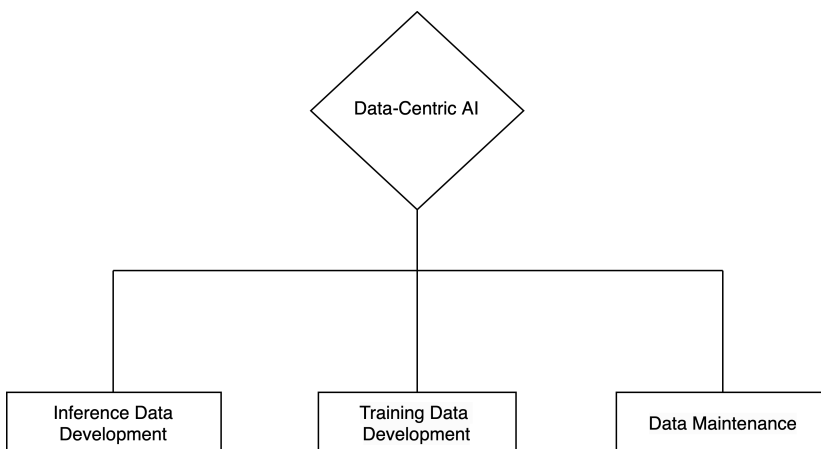 Data-Centric AI
Inference Data
Development
Training Data
Development
Data Maintenance